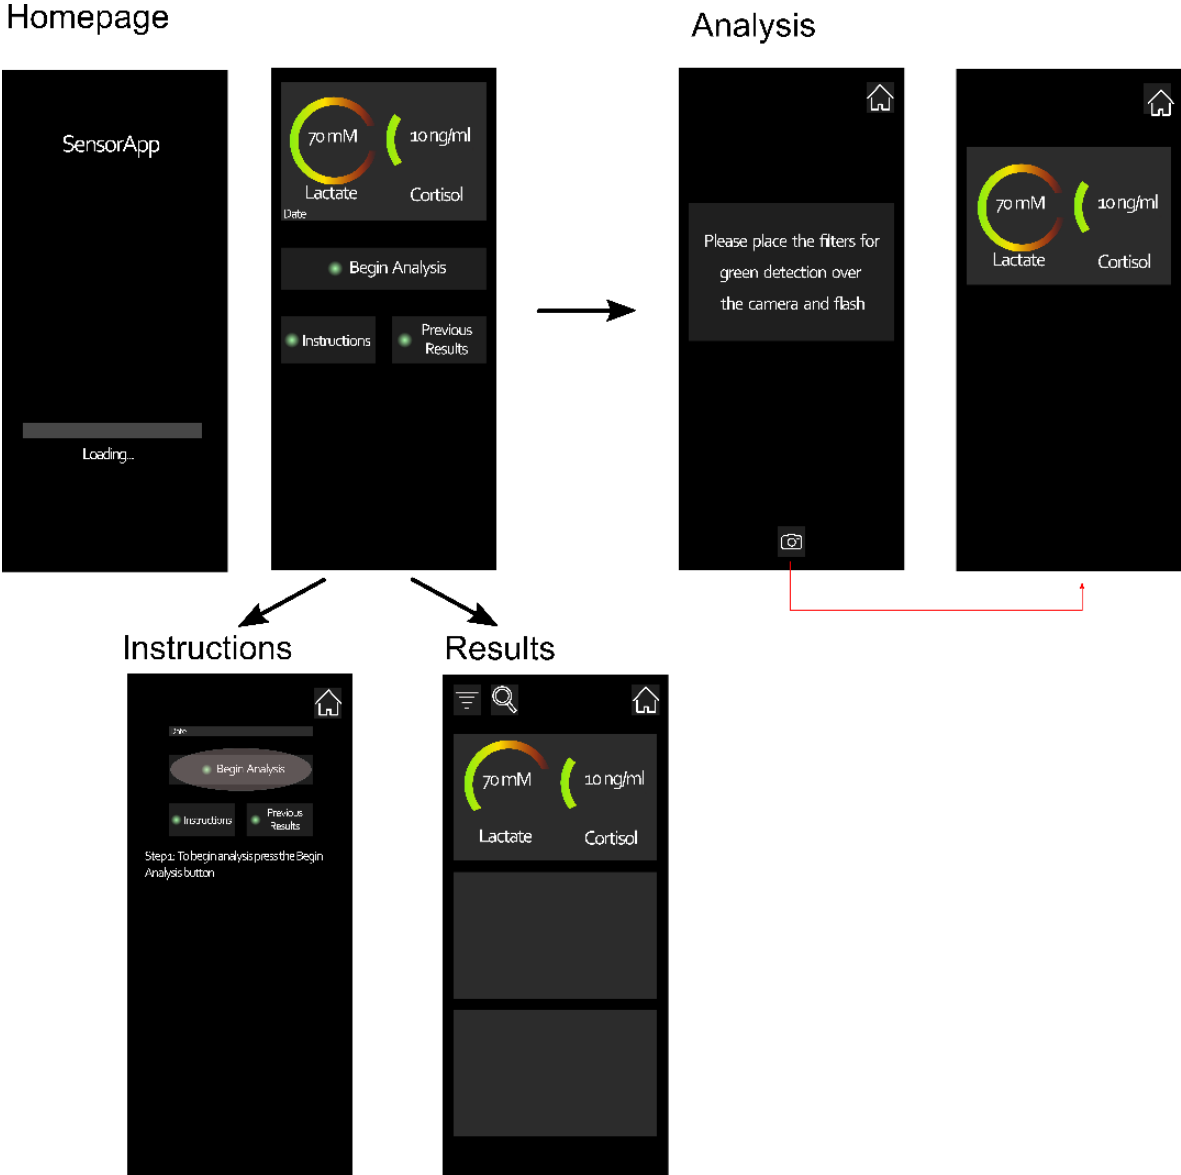 Homepage
Analysis
SensorApp
Loading...
70 mM
10 ng/ml
Lactate
Cortisol
Date
Begin Analysis
Instructions
Previous
Results
Please place the filters for
green detection over
the camera and flash
70 mM
10 ng/ml
Lactate
Cortisol
Instructions
Date
Begin Analysis
Instructions
Previous
Results
Step 1: To begin analysis press the Begin
Analysis button
Results
70 mM
10 ng/ml
Lactate
Cortisol